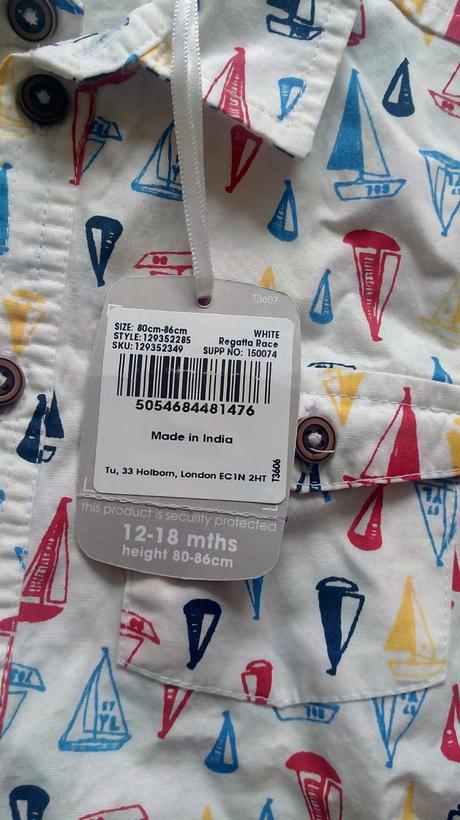 T3607
SIZE: 80cm-86cm WHITE
STYLE: 129352285 Regatta Race
SKU: 129352349 SUPP NO: 150074
5054684481476
Made in India
Tu, 33 Holborn, London EC1N 2HT
T3606
this product is security protected
12-18 mths
height 80-86cm